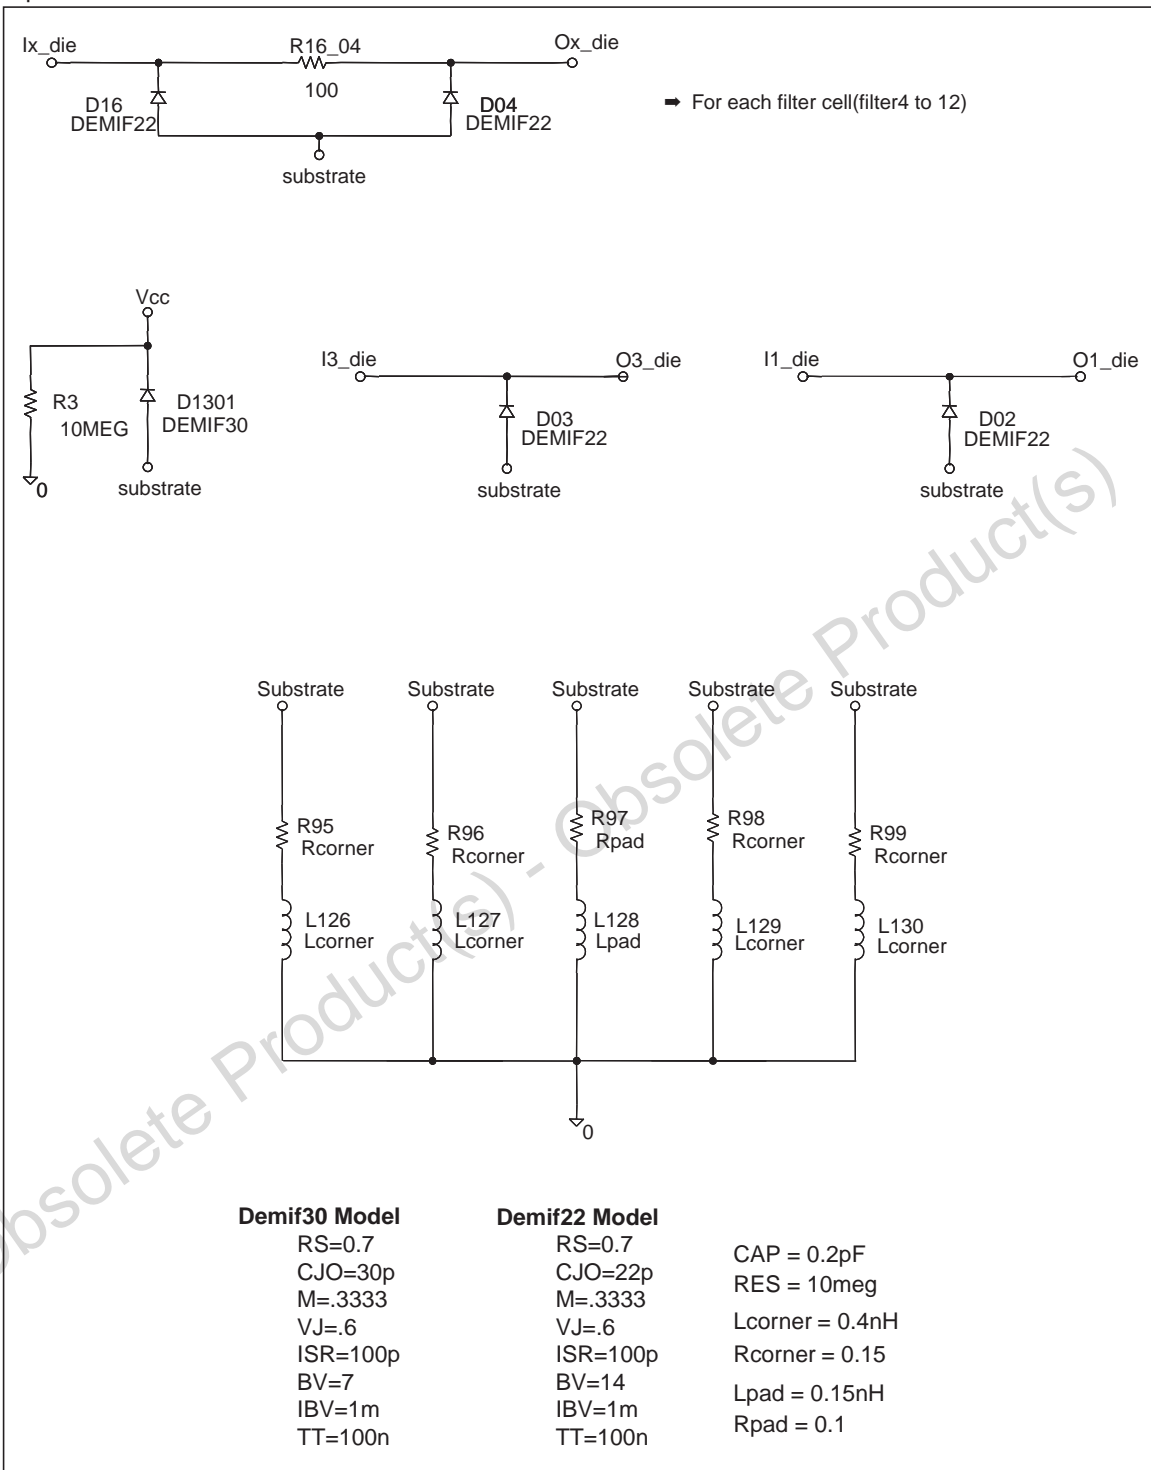 Ix_die
R16_04
Ox_die
100
D16
DEMIF22
D04
DEMIF22
➡ For each filter cell(filter4 to 12)
substrate
Vcc
R3
10MEG
D1301
DEMIF30
0
substrate
I3_die
O3_die
D03
DEMIF22
substrate
I1_die
O1_die
D02
DEMIF22
substrate
Substrate
Substrate
Substrate
Substrate
Substrate
R95
Rcorner
R96
Rcorner
R97
Rpad
R98
Rcorner
R99
Rcorner
L126
Lcorner
L127
Lcorner
L128
Lpad
L129
Lcorner
L130
Lcorner
0
Demif30 Model
RS=0.7
CJO=30p
M=.3333
VJ=.6
ISR=100p
BV=7
IBV=1m
TT=100n
Demif22 Model
RS=0.7
CJO=22p
M=.3333
VJ=.6
ISR=100p
BV=14
IBV=1m
TT=100n
CAP = 0.2pF
RES = 10meg
Lcorner = 0.4nH
Rcorner = 0.15
Lpad = 0.15nH
Rpad = 0.1
Obsolete Product(s) - Obsolete Product(s)